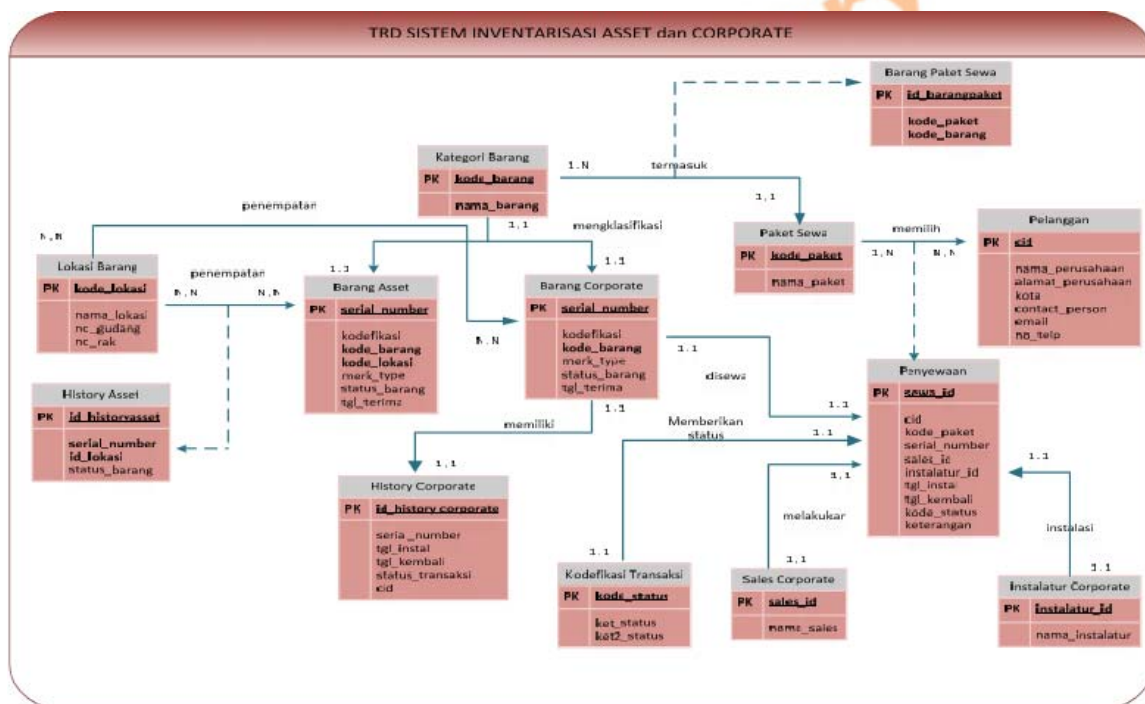 TRD SISTEM INVENTARISASI ASSET dan CORPORATE
Barang Paket Sewa
PK id_barangpaket
kode_paket
kode_barang
Kategori Barang
PK kode_barang
nama_barang
1.N
termasuk
1,1
penempatan
1,1
mengklasifikasi
Paket Sewa
PK kode_paket
nama_paket
memilih
1,N
N,N
Pelanggan
PK cid
nama_perusahaan
alamat_perusahaan
kota
contact_person
email
no_telp
N,N
Lokasi Barang
PK kode_lokasi
nama_lokasi
nc_gudang
nc_rak
penempatan
N,N
N,N
1.1
Barang Asset
PK serial_number
kodefikasi
kode_barang
kode_lokasi
merk_type
status_barang
tgl_terima
1.1
Barang Corporate
PK serial_number
kodefikasi
kode_barang
merk_type
status_barang
tgl_terima
N.N
1.1
disewa
1.1
History Asset
PK id_historyasset
serial_number
id_lokasi
status_barang
memiliki
1.1
1,1
History Corporate
PK id_history corporate
seria_number
tgl_instal
tgl_kembali
status_transaksi
cid
Penyewaan
PK sewa_id
cid
kode_paket
serial_number
sales_id
instalatur_id
tgl_instal
tgl_kembali
kode_status
keterangan
Memberikan
status
1.1
1.1
melakukar
1,1
1,1
1.1
instalasi
1.1
Kodefikasi Transaksi
PK kode_status
ket_status
ket2_status
Sales Corporate
PK sales_id
nama_sales
Instalatur Corporate
PK instalatur_id
nama_instalatur